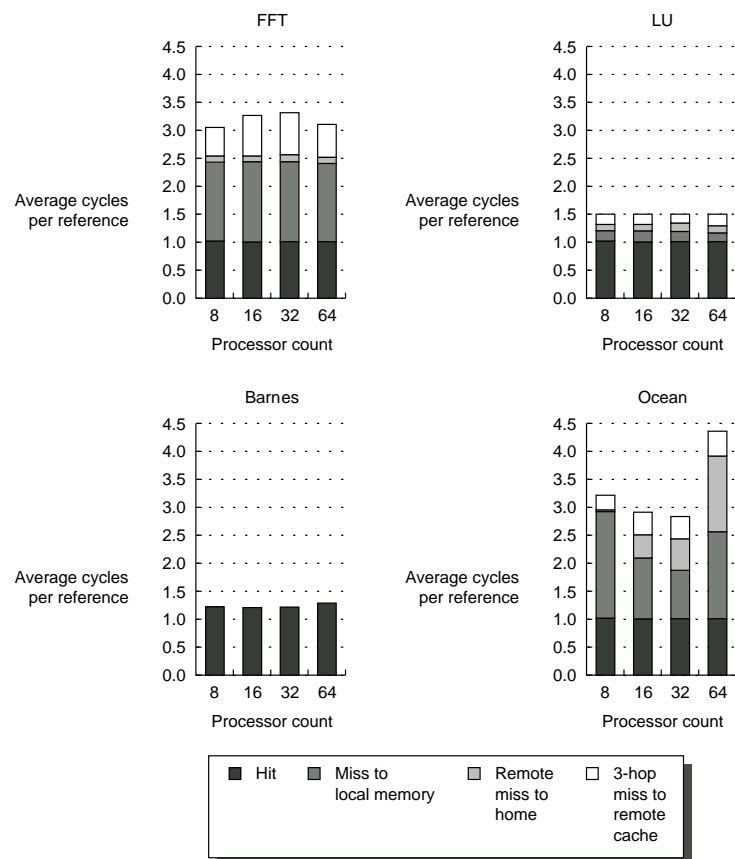 FFT
4.5
4.0
3.5
3.0
2.5
2.0
1.5
1.0
0.5
0.0
Average cycles
per reference
8 16 32 64
Processor count
LU
4.5
4.0
3.5
3.0
2.5
2.0
1.5
1.0
0.5
0.0
Average cycles
per reference
8 16 32 64
Processor count
Barnes
4.5
4.0
3.5
3.0
2.5
2.0
1.5
1.0
0.5
0.0
Average cycles
per reference
8 16 32 64
Processor count
Ocean
4.5
4.0
3.5
3.0
2.5
2.0
1.5
1.0
0.5
0.0
Average cycles
per reference
8 16 32 64
Processor count
Hit
Miss to
local memory
Remote
miss to
home
3-hop
miss to
remote
cache